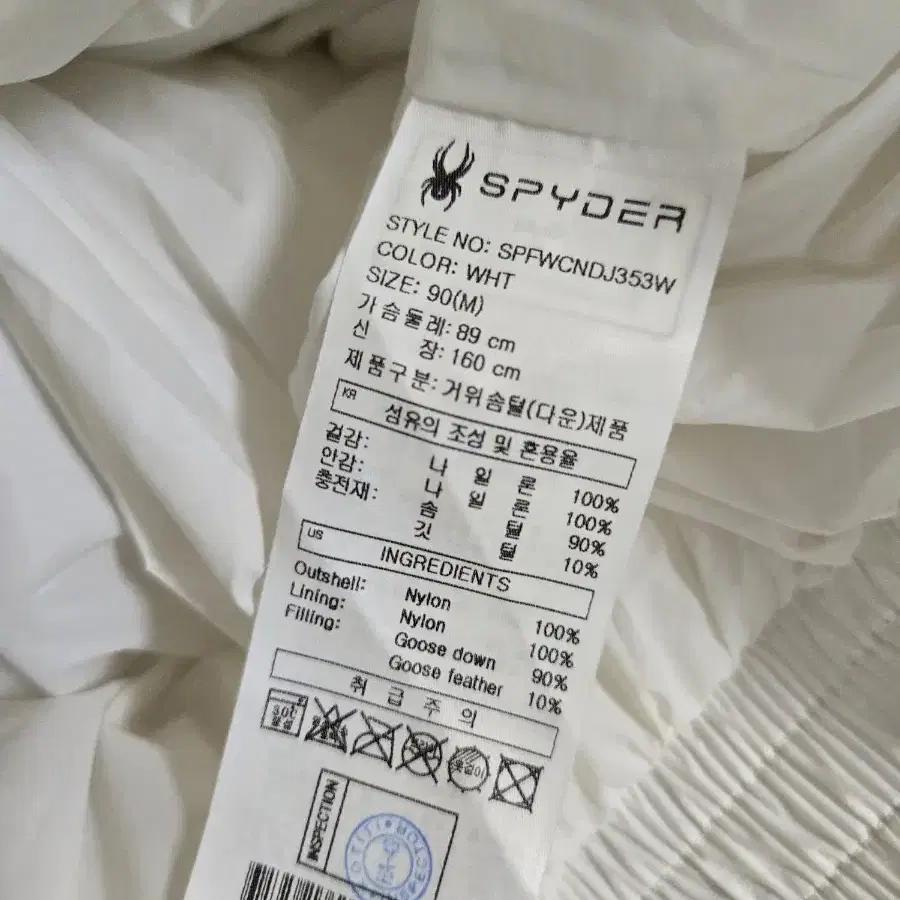 SPYDER
STYLE NO: SPFWCNDJ353W
COLOR: WHT
SIZE: 90(M)
가슴둘레: 89 cm
신 장: 160 cm
제품구분: 거위솜털(다운)제품
KR 섬유의 조성 및 혼용율
겉감: 나 일 론 100%
안감: 나 일 론 100%
충전재: 솜 털 90%
깃 털 10%
US INGREDIENTS
Outshell: Nylon 100%
Lining: Nylon 100%
Filling: Goose down 90%
Goose feather 10%
취 급 주 의
옷걸이
INSPECTION